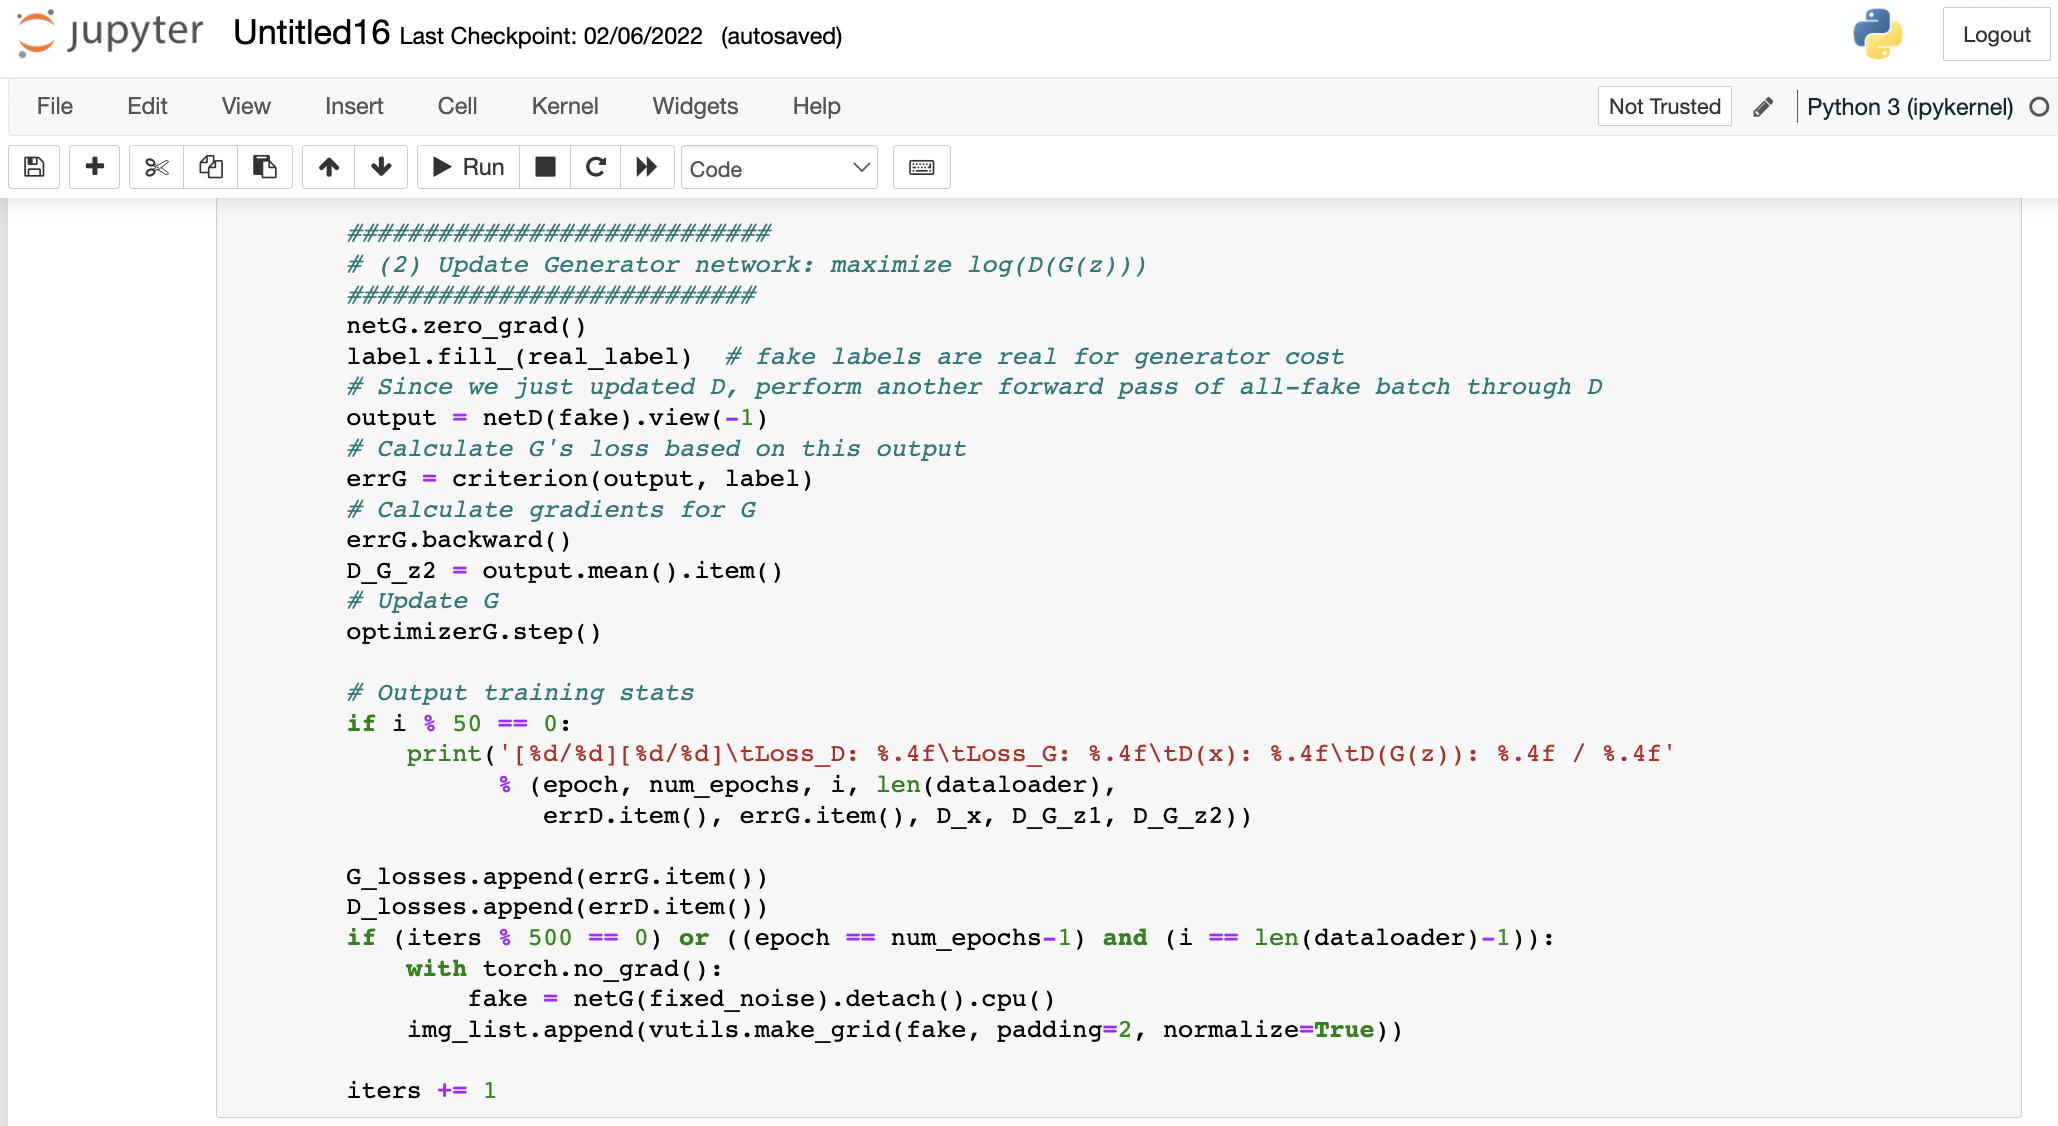 jupyter Untitled16 Last Checkpoint: 02/06/2022 (autosaved) Logout
File Edit View Insert Cell Kernel Widgets Help Not Trusted Python 3 (ipykernel)
Run Code
############################
# (2) Update Generator network: maximize log(D(G(z)))
###########################
netG.zero_grad()
label.fill_(real_label)  # fake labels are real for generator cost
# Since we just updated D, perform another forward pass of all-fake batch through D
output = netD(fake).view(-1)
# Calculate G's loss based on this output
errG = criterion(output, label)
# Calculate gradients for G
errG.backward()
D_G_z2 = output.mean().item()
# Update G
optimizerG.step()
# Output training stats
if i % 50 == 0:
    print('[%d/%d][%d/%d]\tLoss_D: %.4f\tLoss_G: %.4f\tD(x): %.4f\tD(G(z)): %.4f / %.4f'
          % (epoch, num_epochs, i, len(dataloader),
             errD.item(), errG.item(), D_x, D_G_z1, D_G_z2))
G_losses.append(errG.item())
D_losses.append(errD.item())
if (iters % 500 == 0) or ((epoch == num_epochs-1) and (i == len(dataloader)-1)):
    with torch.no_grad():
        fake = netG(fixed_noise).detach().cpu()
    img_list.append(vutils.make_grid(fake, padding=2, normalize=True))
iters += 1